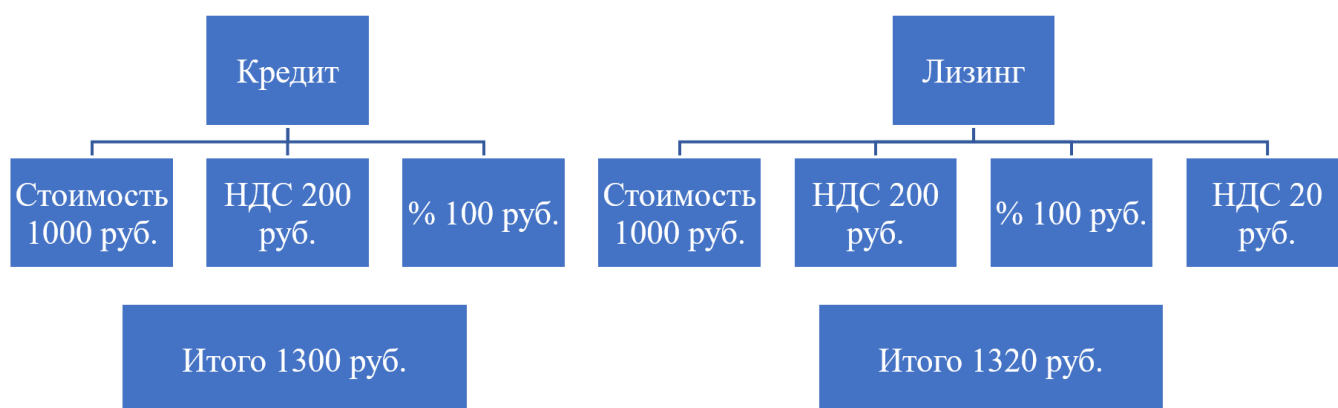 Кредит
Стоимость
1000 руб.
НДС 200
руб.
% 100 руб.
Итого 1300 руб.
Лизинг
Стоимость
1000 руб.
НДС 200
руб.
% 100 руб.
НДС 20
руб.
Итого 1320 руб.